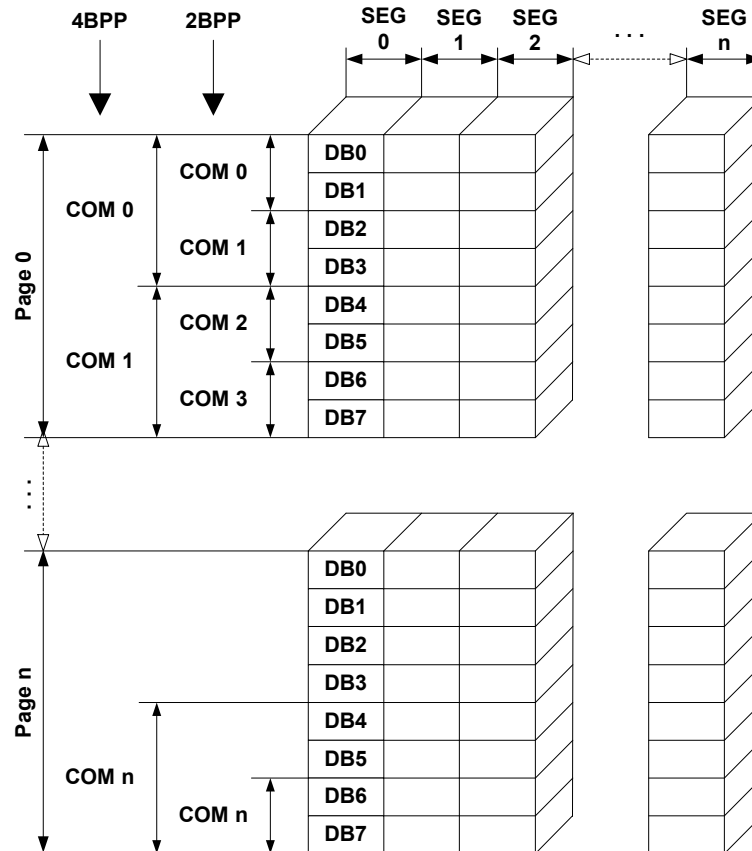 4BPP 2BPP SEG 0 SEG 1 SEG 2 . . . SEG n
Page 0
COM 0
COM 1
COM 0
COM 1
COM 2
COM 3
DB0
DB1
DB2
DB3
DB4
DB5
DB6
DB7
. . .
Page n
COM n
COM n
DB0
DB1
DB2
DB3
DB4
DB5
DB6
DB7